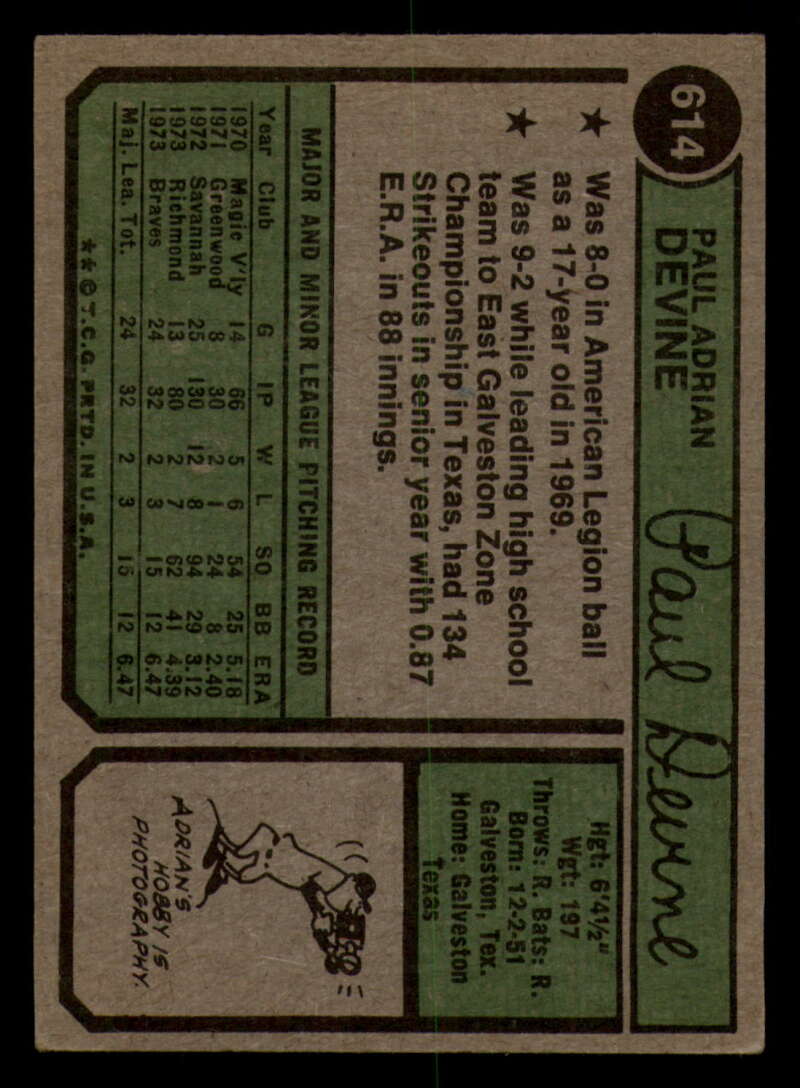 614
PAUL ADRIAN
DEVINE
Paul Devine
★ Was 8-0 in American Legion ball
as a 17-year old in 1969.
★ Was 9-2 while leading high school
team to East Galveston Zone
Championship in Texas, had 134
Strikeouts in senior year with 0.87
E.R.A. in 88 innings.
MAJOR AND MINOR LEAGUE PITCHING RECORD
Year Club G IP W L SO BB ERA
1970 Magic V'ly 14 66 5 6 54 25 5.18
1971 Greenwood 8 30 2 1 24 8 2.40
1972 Savannah 25 130 12 8 94 29 3.12
1973 Richmond 13 80 2 7 62 41 4.39
1973 Braves 24 32 2 3 15 12 6.47
Maj. Lea. Tot. 24 32 2 3 15 12 6.47
★★ © T.C.G. PRTD. IN U.S.A.
Hgt: 6'4½"
Wgt: 197
Throws: R. Bats: R.
Born: 12-2-51
Galveston, Tex.
Home: Galveston
Texas
ADRIAN'S
HOBBY IS
PHOTOGRAPHY.